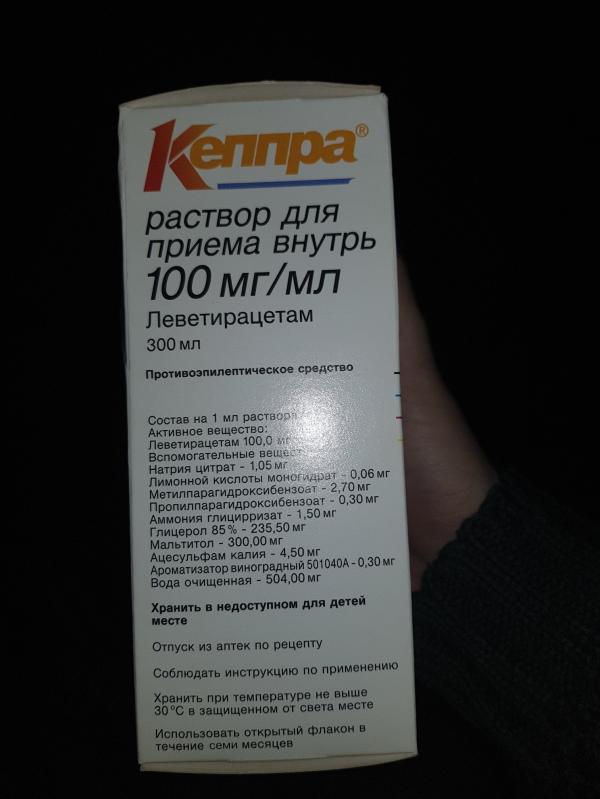 Кеппра®
раствор для
приема внутрь
100 мг/мл
Леветирацетам
300 мл
Противоэпилептическое средство
Состав на 1 мл раствора
Активное вещество:
Леветирацетам 100,0 мг
Вспомогательные вещест
Натрия цитрат - 1,05 мг
Лимонной кислоты моногидрат - 0,06 мг
Метилпарагидроксибензоат - 2,70 мг
Пропилпарагидроксибензоат - 0,30 мг
Аммония глицирризат - 1,50 мг
Глицерол 85% - 235,50 мг
Мальтитол - 300,00 мг
Ацесульфам калия - 4,50 мг
Ароматизатор виноградный 501040А - 0,30 мг
Вода очищенная - 504,00 мг
Хранить в недоступном для детей
месте
Отпуск из аптек по рецепту
Соблюдать инструкцию по применению
Хранить при температуре не выше
30°С в защищенном от света месте
Использовать открытый флакон в
течение семи месяцев